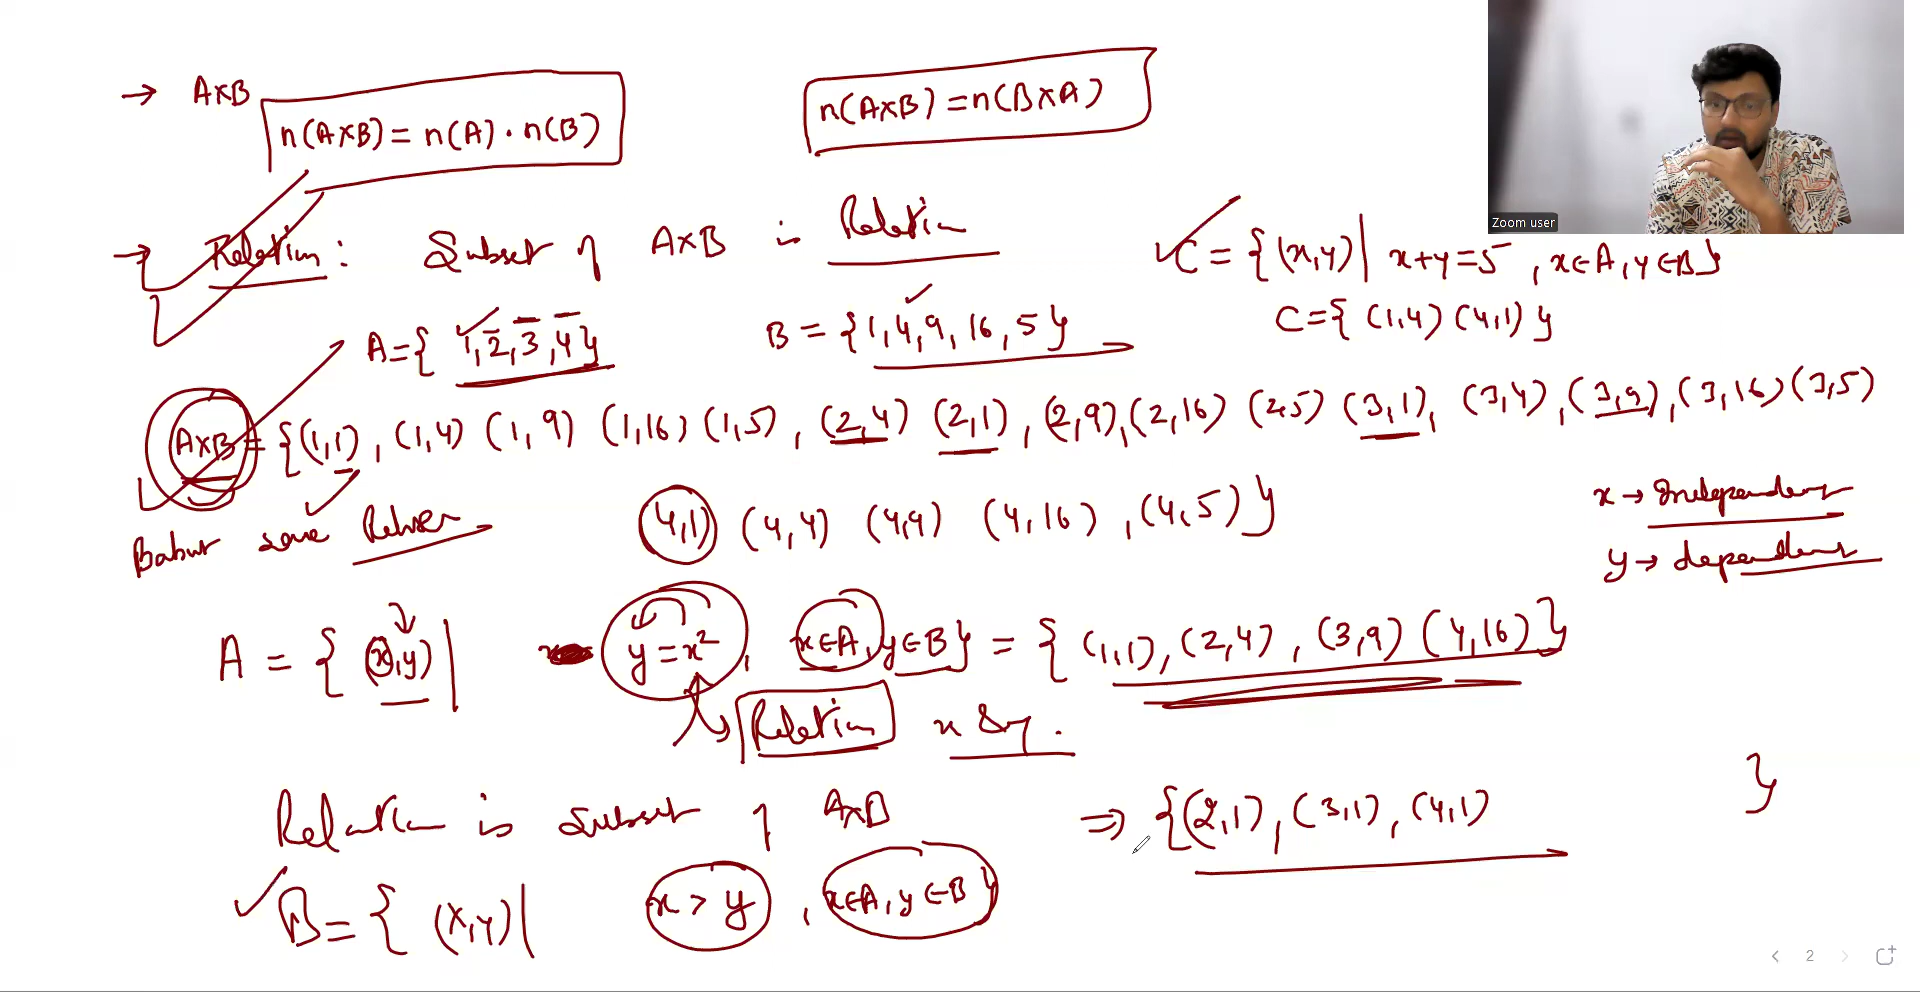 → A×B
n(A×B) = n(A) · n(B)
n(A×B) = n(B×A)
Zoom user
→ Relation : Subset of A×B is Relation
C = {(x,y)| x+y=5 , x∈A, y∈B}
C={ (1,4) (4,1) }
A={ 1,2,3,4}
B = {1,4,9,16,5}
A×B = {(1,1), (1,4) (1,9) (1,16) (1,5), (2,4) (2,1), (2,9),(2,16) (2,5) (3,1), (3,4),(3,9),(3,16)(3,5)
(4,1) (4,4) (4,9) (4,16) ,(4,5)}
x → Independent
y → dependent
A = { (x,y)| y = x², x∈A, y∈B} = { (1,1),(2,4), (3,9) (4,16)}
Relation x & y.
Relation is subset of A×B
⇒ {(2,1), (3,1), (4,1) }
B = { (x,y)| x > y , x∈A, y∈B}
2